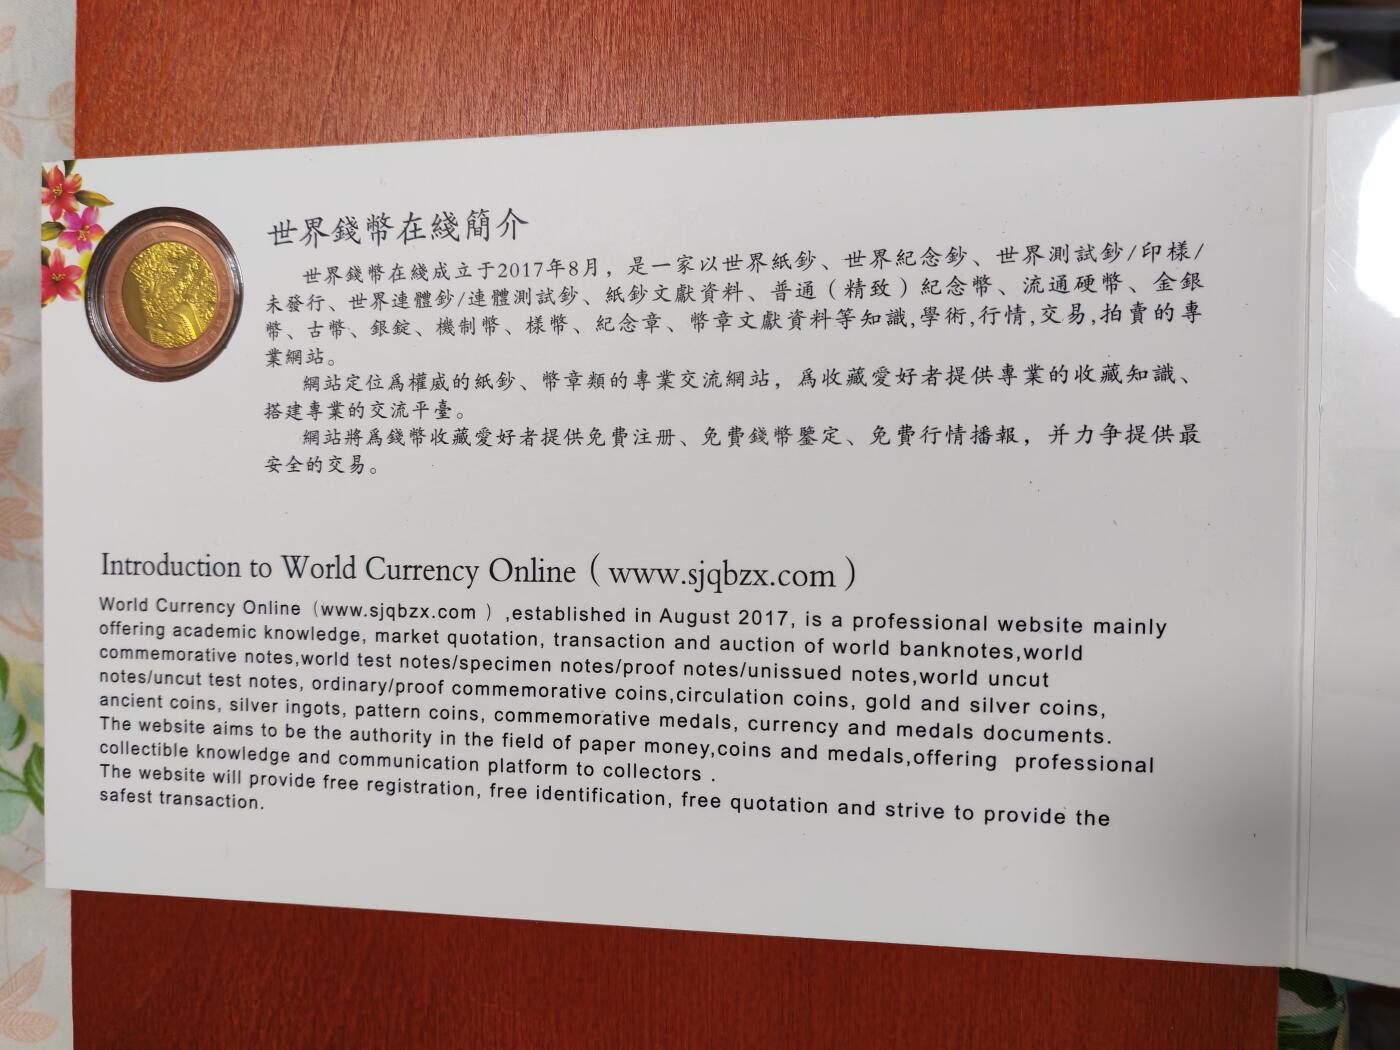 世界錢幣在綫簡介
世界錢幣在綫成立于2017年8月，是一家以世界紙鈔、世界紀念鈔、世界測試鈔/印樣/
未發行、世界連體鈔/連體測試鈔、紙鈔文獻資料、普通（精致）紀念幣、流通硬幣、金銀
幣、古幣、銀錠、機制幣、樣幣、紀念章、幣章文獻資料等知識,學術,行情,交易,拍賣的專
業網站。
網站定位爲權威的紙鈔、幣章類的專業交流網站，爲收藏愛好者提供專業的收藏知識、
搭建專業的交流平臺。
網站將爲錢幣收藏愛好者提供免費注册、免費錢幣鑒定、免費行情播報，并力争提供最
安全的交易。
Introduction to World Currency Online（www.sjqbzx.com）
World Currency Online（www.sjqbzx.com ）,established in August 2017, is a professional website mainly
offering academic knowledge, market quotation, transaction and auction of world banknotes,world
commemorative notes,world test notes/specimen notes/proof notes/unissued notes,world uncut
notes/uncut test notes, ordinary/proof commemorative coins,circulation coins, gold and silver coins,
ancient coins, silver ingots, pattern coins, commemorative medals, currency and medals documents.
The website aims to be the authority in the field of paper money,coins and medals,offering professional
collectible knowledge and communication platform to collectors .
The website will provide free registration, free identification, free quotation and strive to provide the
safest transaction.